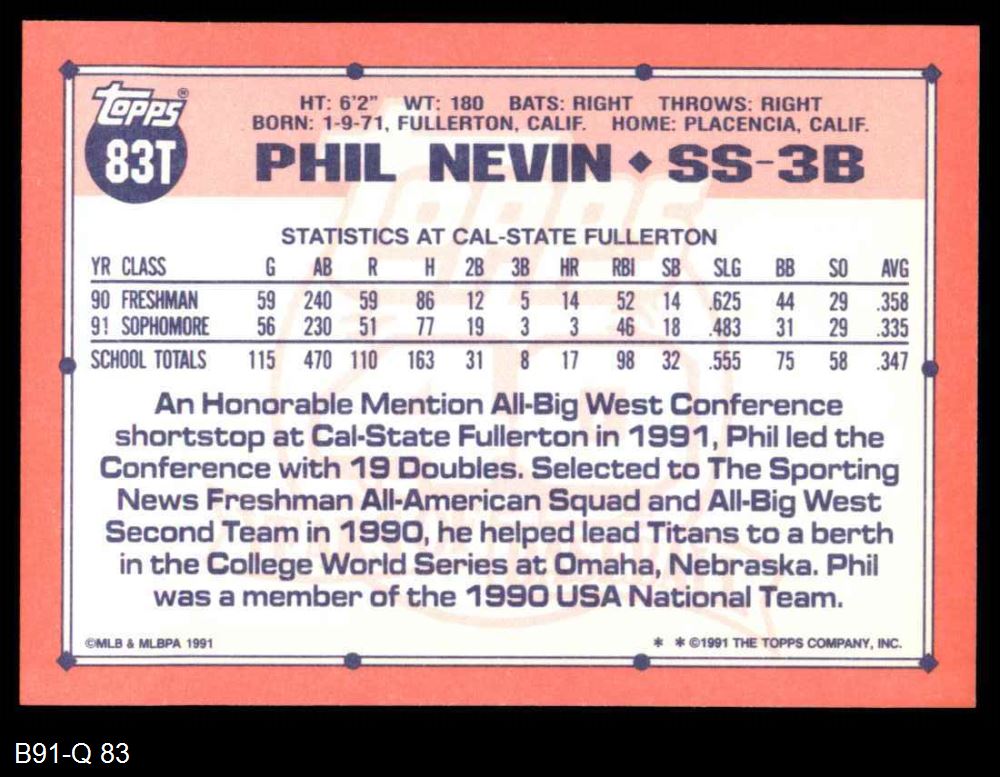 TOPPS®
83T
HT: 6'2" WT: 180 BATS: RIGHT THROWS: RIGHT
BORN: 1-9-71, FULLERTON, CALIF. HOME: PLACENCIA, CALIF.
PHIL NEVIN ♦ SS-3B
STATISTICS AT CAL-STATE FULLERTON
YR CLASS G AB R H 2B 3B HR RBI SB SLG BB SO AVG
90 FRESHMAN 59 240 59 86 12 5 14 52 14 .625 44 29 .358
91 SOPHOMORE 56 230 51 77 19 3 3 46 18 .483 31 29 .335
SCHOOL TOTALS 115 470 110 163 31 8 17 98 32 .555 75 58 .347
An Honorable Mention All-Big West Conference
shortstop at Cal-State Fullerton in 1991, Phil led the
Conference with 19 Doubles. Selected to The Sporting
News Freshman All-American Squad and All-Big West
Second Team in 1990, he helped lead Titans to a berth
in the College World Series at Omaha, Nebraska. Phil
was a member of the 1990 USA National Team.
©MLB & MLBPA 1991
* * ©1991 THE TOPPS COMPANY, INC.
B91-Q 83